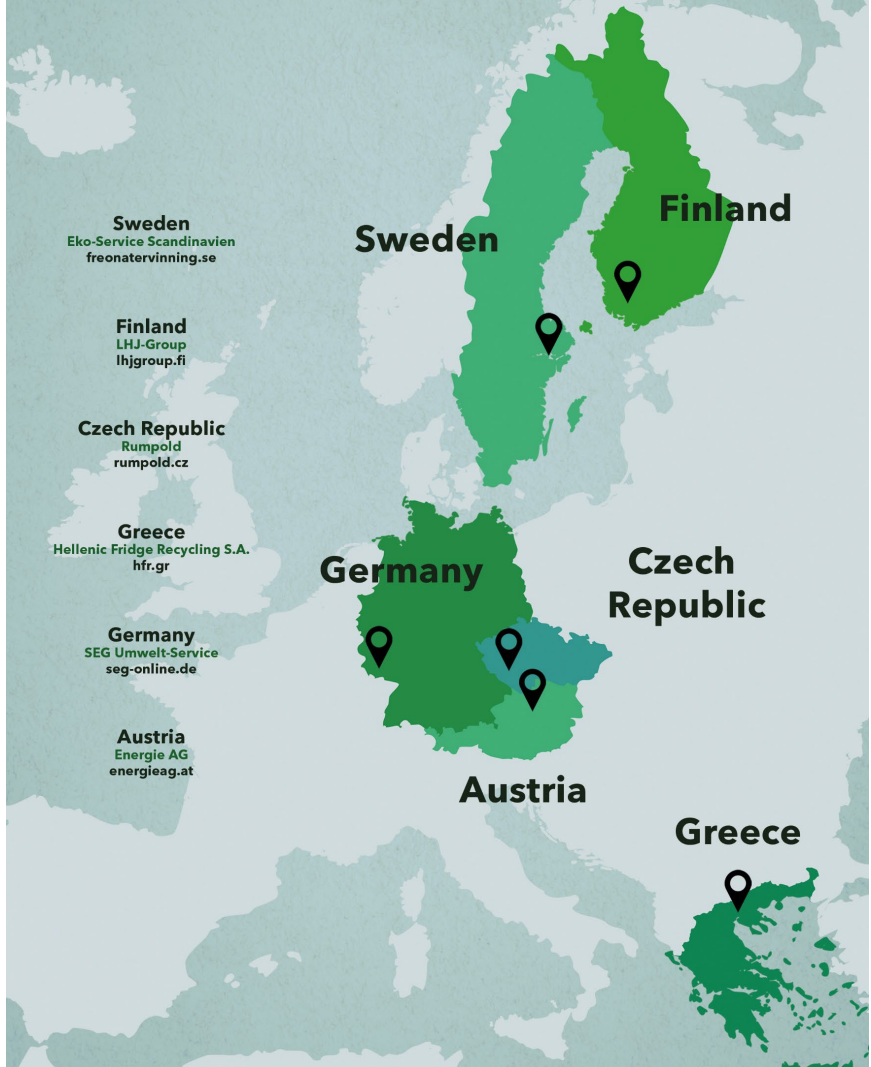 Sweden
Eko-Service Scandinavien
freonatervinning.se
Finland
LHJ-Group
lhjgroup.fi
Czech Republic
Rumpold
rumpold.cz
Greece
Hellenic Fridge Recycling S.A.
hfr.gr
Germany
SEG Umwelt-Service
seg-online.de
Austria
Energie AG
energieag.at
Finland
Sweden
Germany
Czech
Republic
Austria
Greece